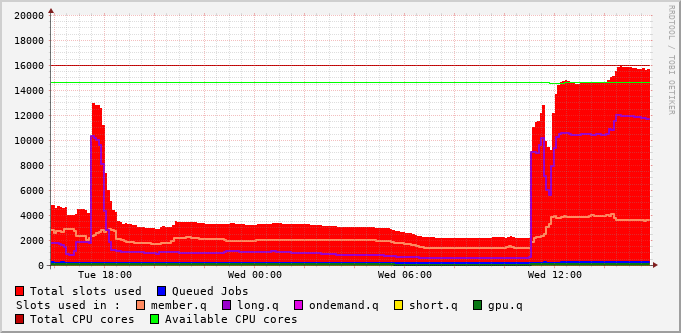 20000
18000
16000
14000
12000
10000
8000
6000
4000
2000
0
RRDTOOL / TOBI OETIKER
Tue 18:00 Wed 00:00 Wed 06:00 Wed 12:00
Total slots used Queued Jobs
Slots used in : member.q long.q ondemand.q short.q gpu.q
Total CPU cores Available CPU cores